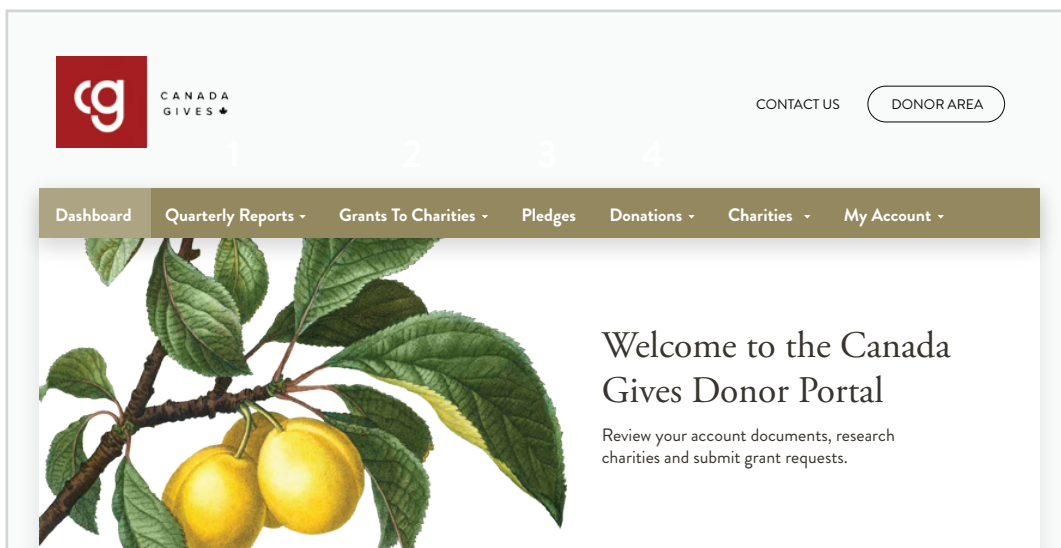 cg
CANADA
GIVES
CONTACT US
DONOR AREA
1 2 3 4
Dashboard Quarterly Reports Grants To Charities Pledges Donations Charities My Account
Welcome to the Canada
Gives Donor Portal
Review your account documents, research
charities and submit grant requests.